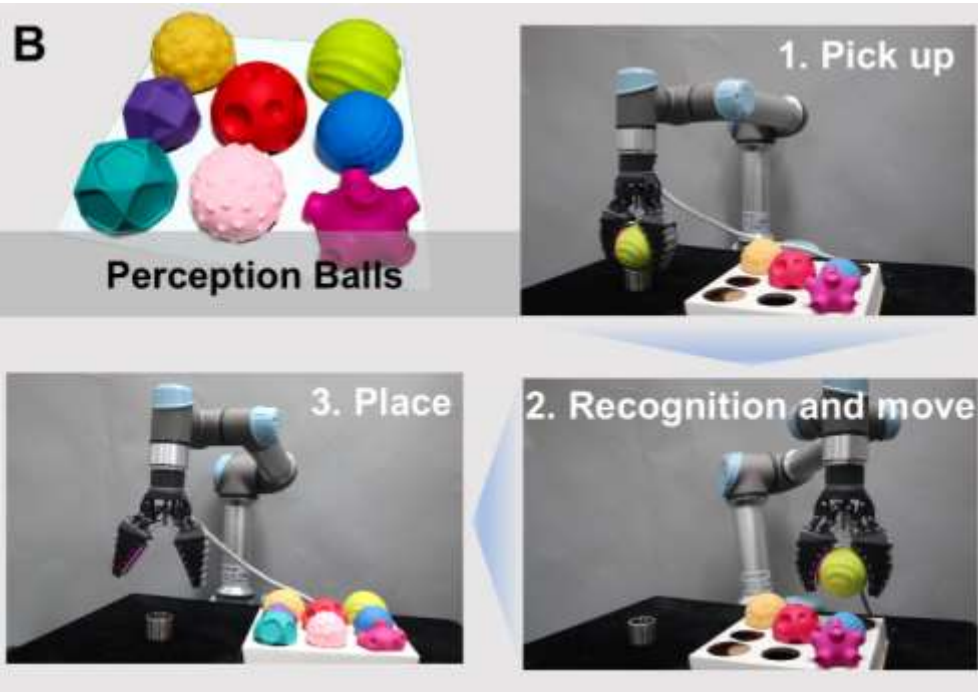 B
Perception Balls
1. Pick up
2. Recognition and move
3. Place